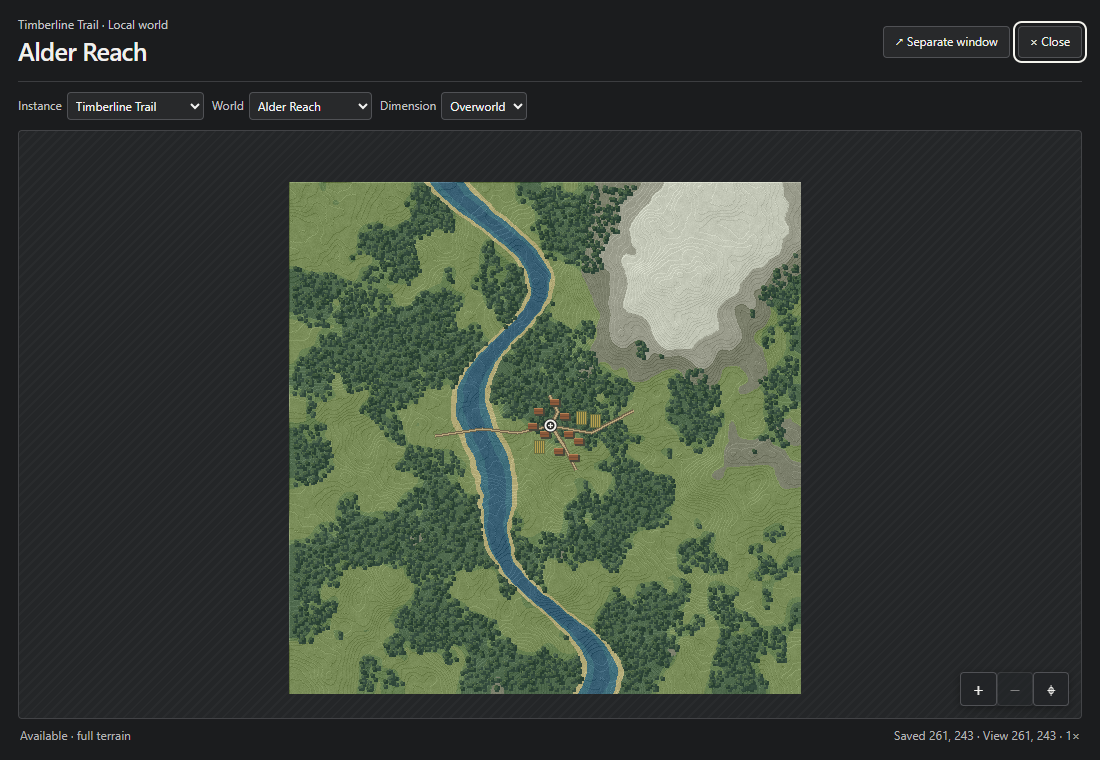 Timberline Trail · Local world
Alder Reach
↗ Separate window
× Close
Instance Timberline Trail World Alder Reach Dimension Overworld
+ −
Available · full terrain
Saved 261, 243 · View 261, 243 · 1×